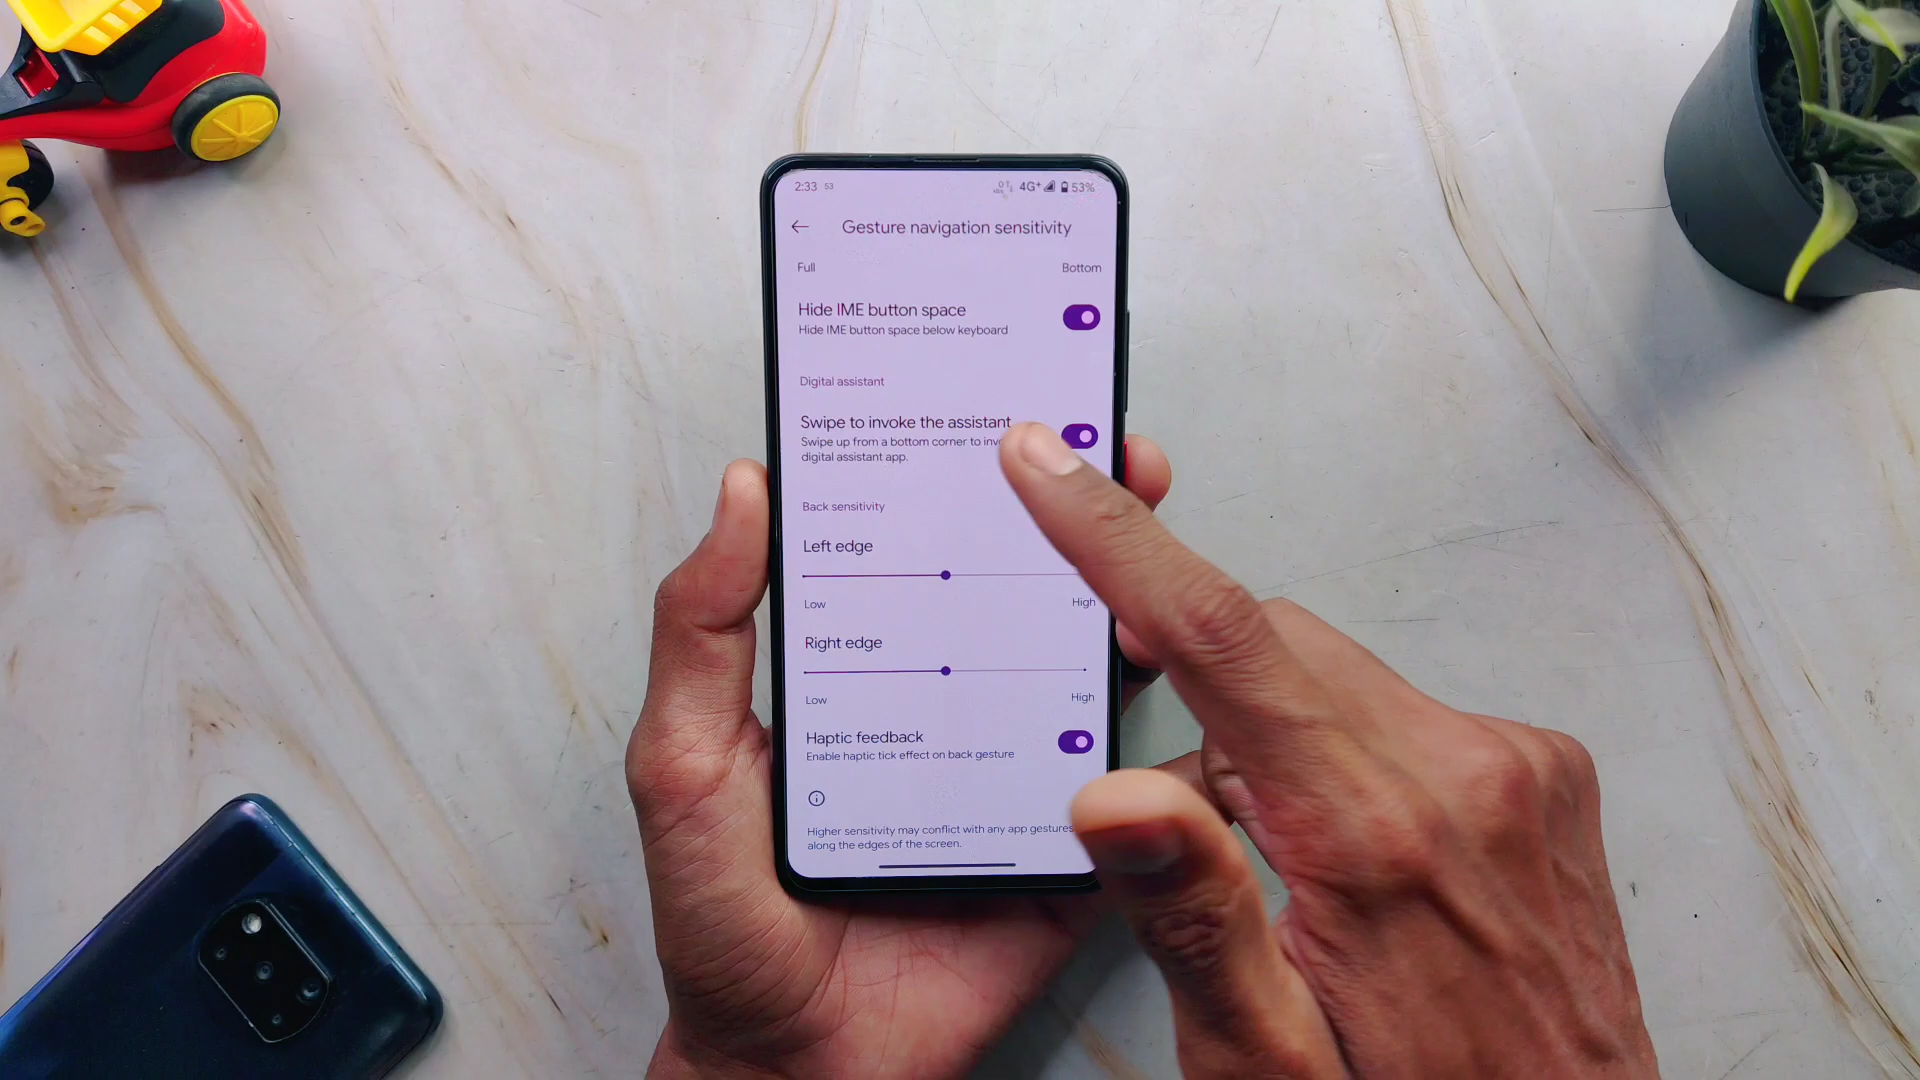 2:33 53 4G+ 53%
Gesture navigation sensitivity
Full Bottom
Hide IME button space
Hide IME button space below keyboard
Digital assistant
Swipe to invoke the assistant
Swipe up from a bottom corner to
digital assistant app.
Back sensitivity
Left edge
Low High
Right edge
Low High
Haptic feedback
Enable haptic tick effect on back gesture
Higher sensitivity may conflict with any app gestures
along the edges of the screen.